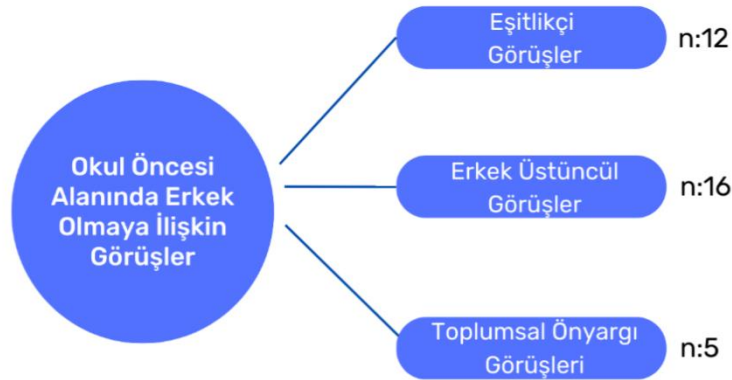 Okul Öncesi
Alanında Erkek
Olmaya İlişkin
Görüşler
Eşitlikçi
Görüşler
n:12
Erkek Üstüncül
Görüşler
n:16
Toplumsal Önyargı
Görüşleri
n:5